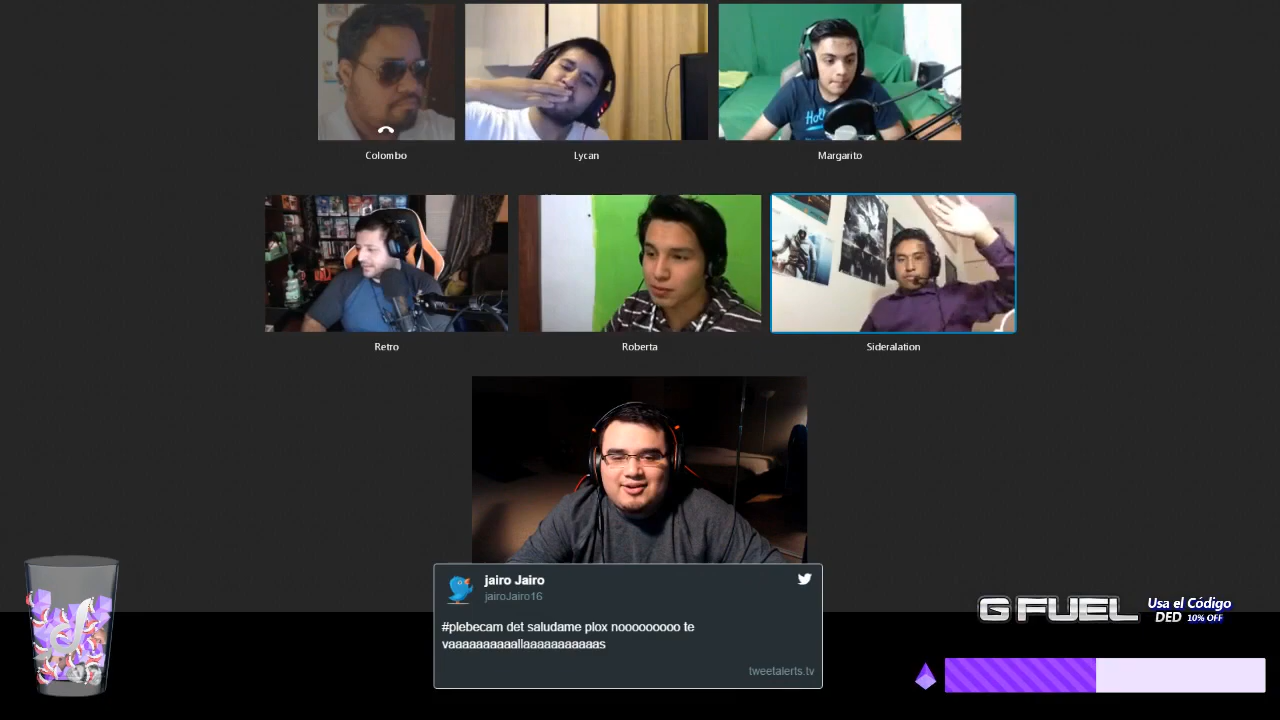 Colombo
Lycan
Margarito
Retro
Roberta
Sideralation
jairo Jairo
jairoJairo16
#plebecam det saludame plox nooooooooo te
vaaaaaaaaaallaaaaaaaaaaas
tweetalerts.tv
G FUEL
Usa el Código
DED 10% OFF